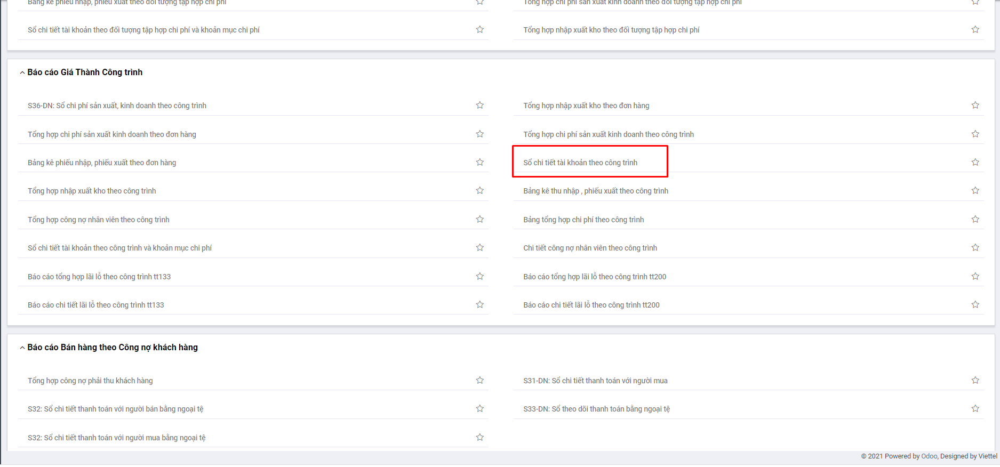 Bảng kê phiếu nhập, phiếu xuất theo đối tượng tập hợp chi phí
Tổng hợp chi phí sản xuất kinh doanh theo đối tượng tập hợp chi phí
Sổ chi tiết tài khoản theo đối tượng tập hợp chi phí và khoản mục chi phí
Tổng hợp nhập xuất kho theo đối tượng tập hợp chi phí
Báo cáo Giá Thành Công trình
S36-DN: Sổ chi phí sản xuất, kinh doanh theo công trình
Tổng hợp nhập xuất kho theo đơn hàng
Tổng hợp chi phí sản xuất kinh doanh theo đơn hàng
Tổng hợp chi phí sản xuất kinh doanh theo công trình
Bảng kê phiếu nhập, phiếu xuất theo đơn hàng
Sổ chi tiết tài khoản theo công trình
Tổng hợp nhập xuất kho theo công trình
Bảng kê thu nhập , phiếu xuất theo công trình
Tổng hợp công nợ nhân viên theo công trình
Bảng tổng hợp chi phí theo công trình
Sổ chi tiết tài khoản theo công trình và khoản mục chi phí
Chi tiết công nợ nhân viên theo công trình
Báo cáo tổng hợp lãi lỗ theo công trình tt133
Báo cáo tổng hợp lãi lỗ theo công trình tt200
Báo cáo chi tiết lãi lỗ theo công trình tt133
Báo cáo chi tiết lãi lỗ theo công trình tt200
Báo cáo Bán hàng theo Công nợ khách hàng
Tổng hợp công nợ phải thu khách hàng
S31-DN: Sổ chi tiết thanh toán với người mua
S32: Sổ chi tiết thanh toán với người bán bằng ngoại tệ
S33-DN: Sổ theo dõi thanh toán bằng ngoại tệ
S32: Sổ chi tiết thanh toán với người mua bằng ngoại tệ
© 2021 Powered by Odoo, Designed by Viettel